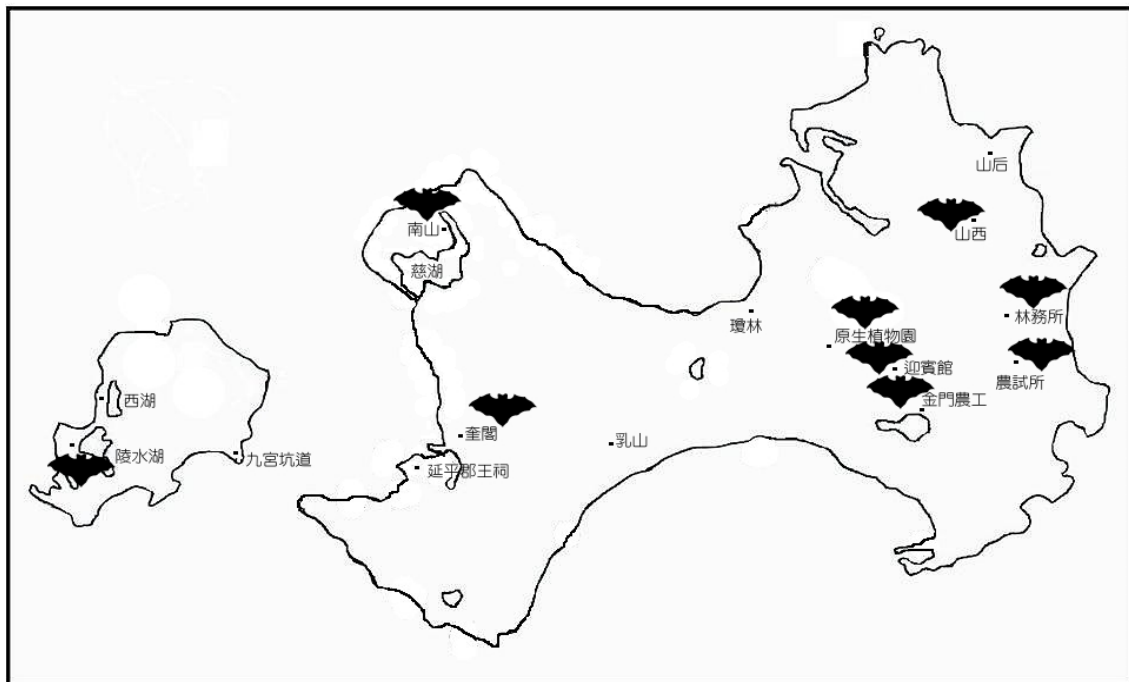 山后
南山
山西
慈湖
林務所
瓊林
原生植物園
迎賓館
農試所
西湖
金門農工
奎閣
乳山
陵水湖
九宮坑道
延平郡王祠